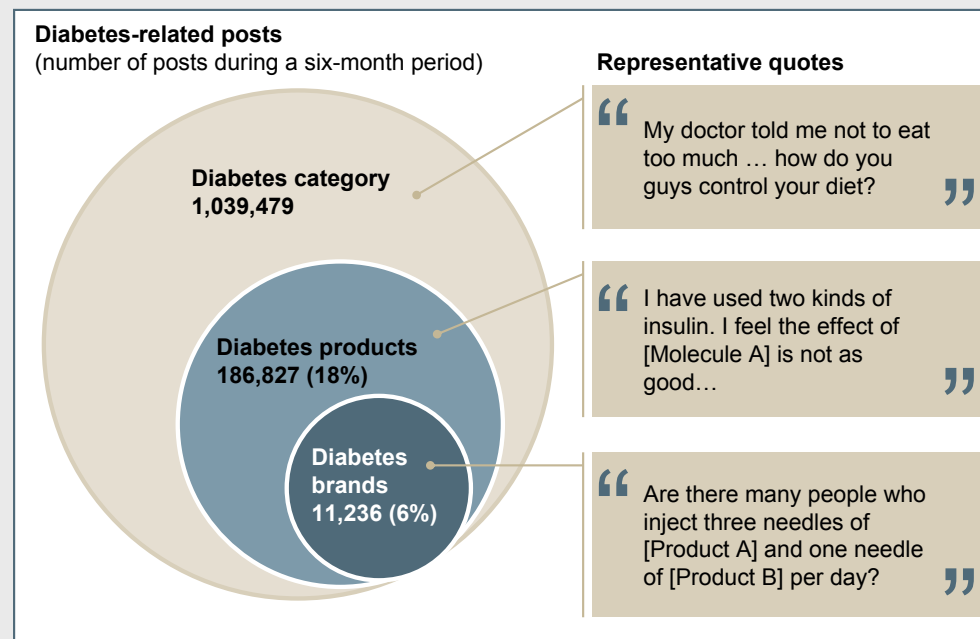 Diabetes-related posts
(number of posts during a six-month period)
Diabetes category
1,039,479
Diabetes products
186,827 (18%)
Diabetes
brands
11,236 (6%)
Representative quotes
“
My doctor told me not to eat
too much … how do you
guys control your diet?
”
“
I have used two kinds of
insulin. I feel the effect of
[Molecule A] is not as
good…
”
“
Are there many people who
inject three needles of
[Product A] and one needle
of [Product B] per day?
”